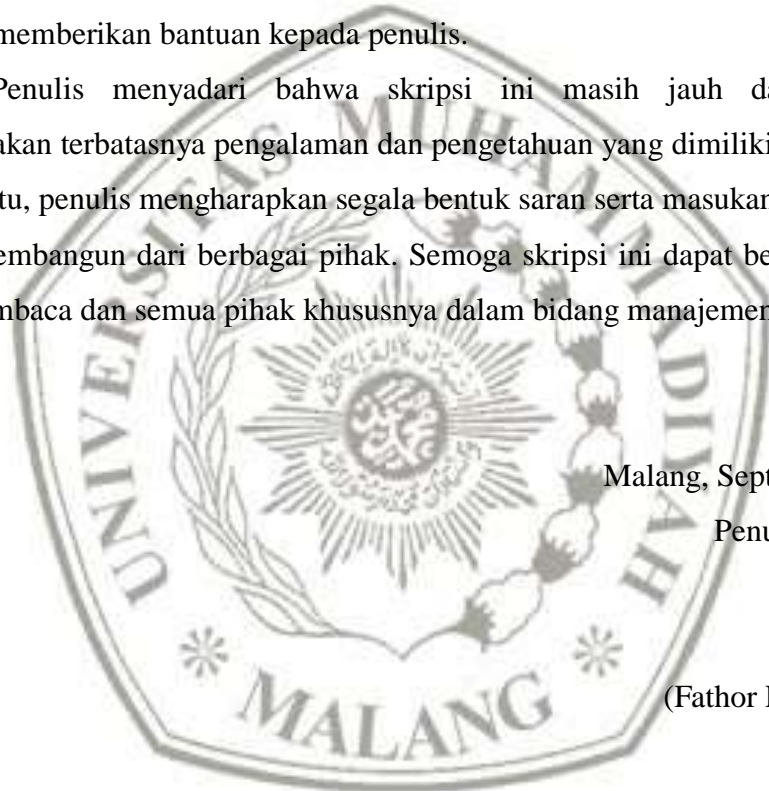 memberikan bantuan kepada penulis.
Penulis menyadari bahwa skripsi ini masih jauh da
akan terbatasnya pengalaman dan pengetahuan yang dimiliki
tu, penulis mengharapkan segala bentuk saran serta masukan
embangun dari berbagai pihak. Semoga skripsi ini dapat be
mbaca dan semua pihak khususnya dalam bidang manajemen
Malang, Sept
Penu
(Fathor
UNIVERSITAS MUHAMMADIYAH
MALANG